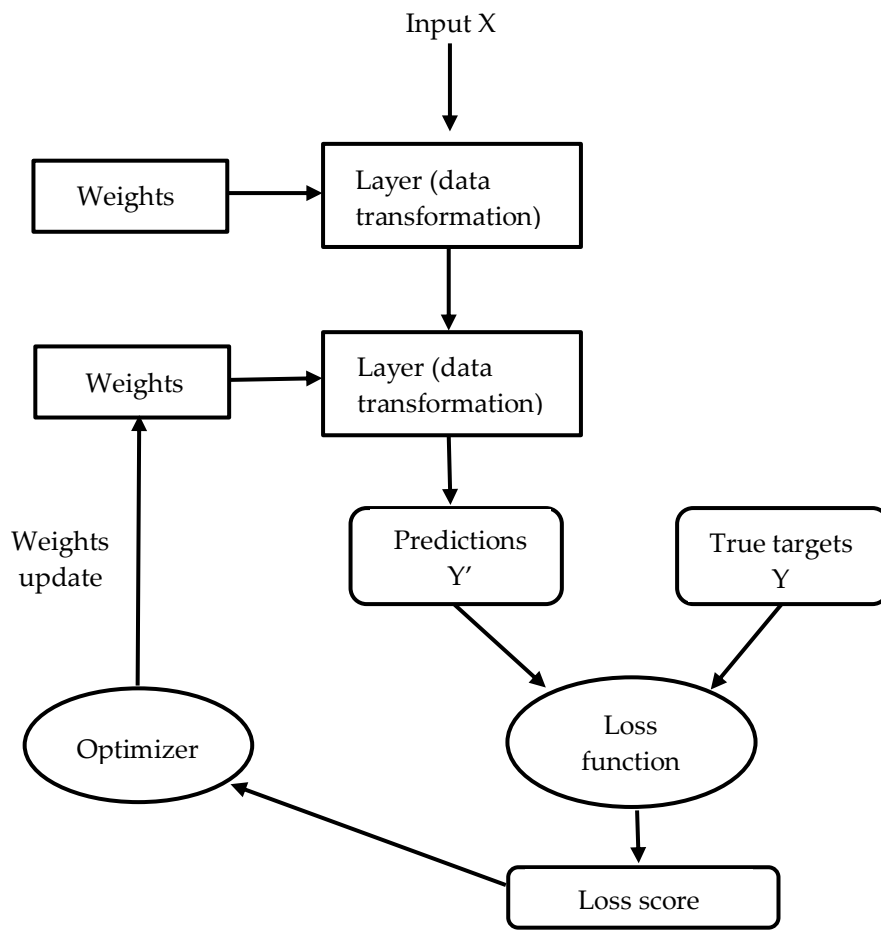 Input X
Weights
Layer (data
transformation)
Weights
Layer (data
transformation)
Weights
update
Predictions
Y’
True targets
Y
Optimizer
Loss
function
Loss score